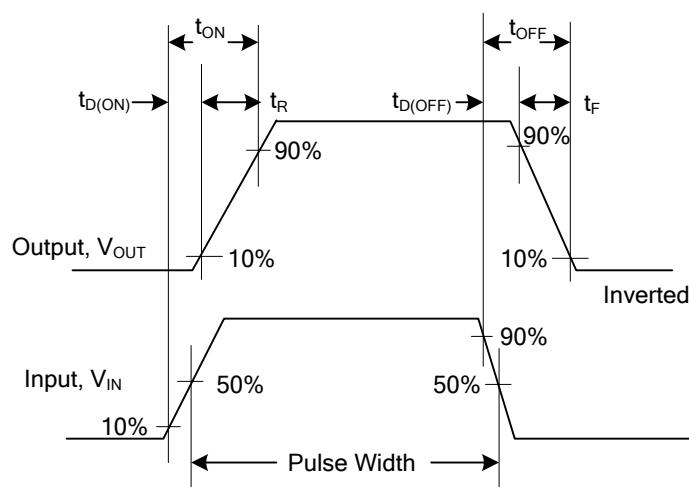 tON
tOFF
tD(ON)
tR
tD(OFF)
tF
90%
90%
Output, VOUT
10%
10%
Inverted
90%
Input, VIN
50%
50%
10%
Pulse Width